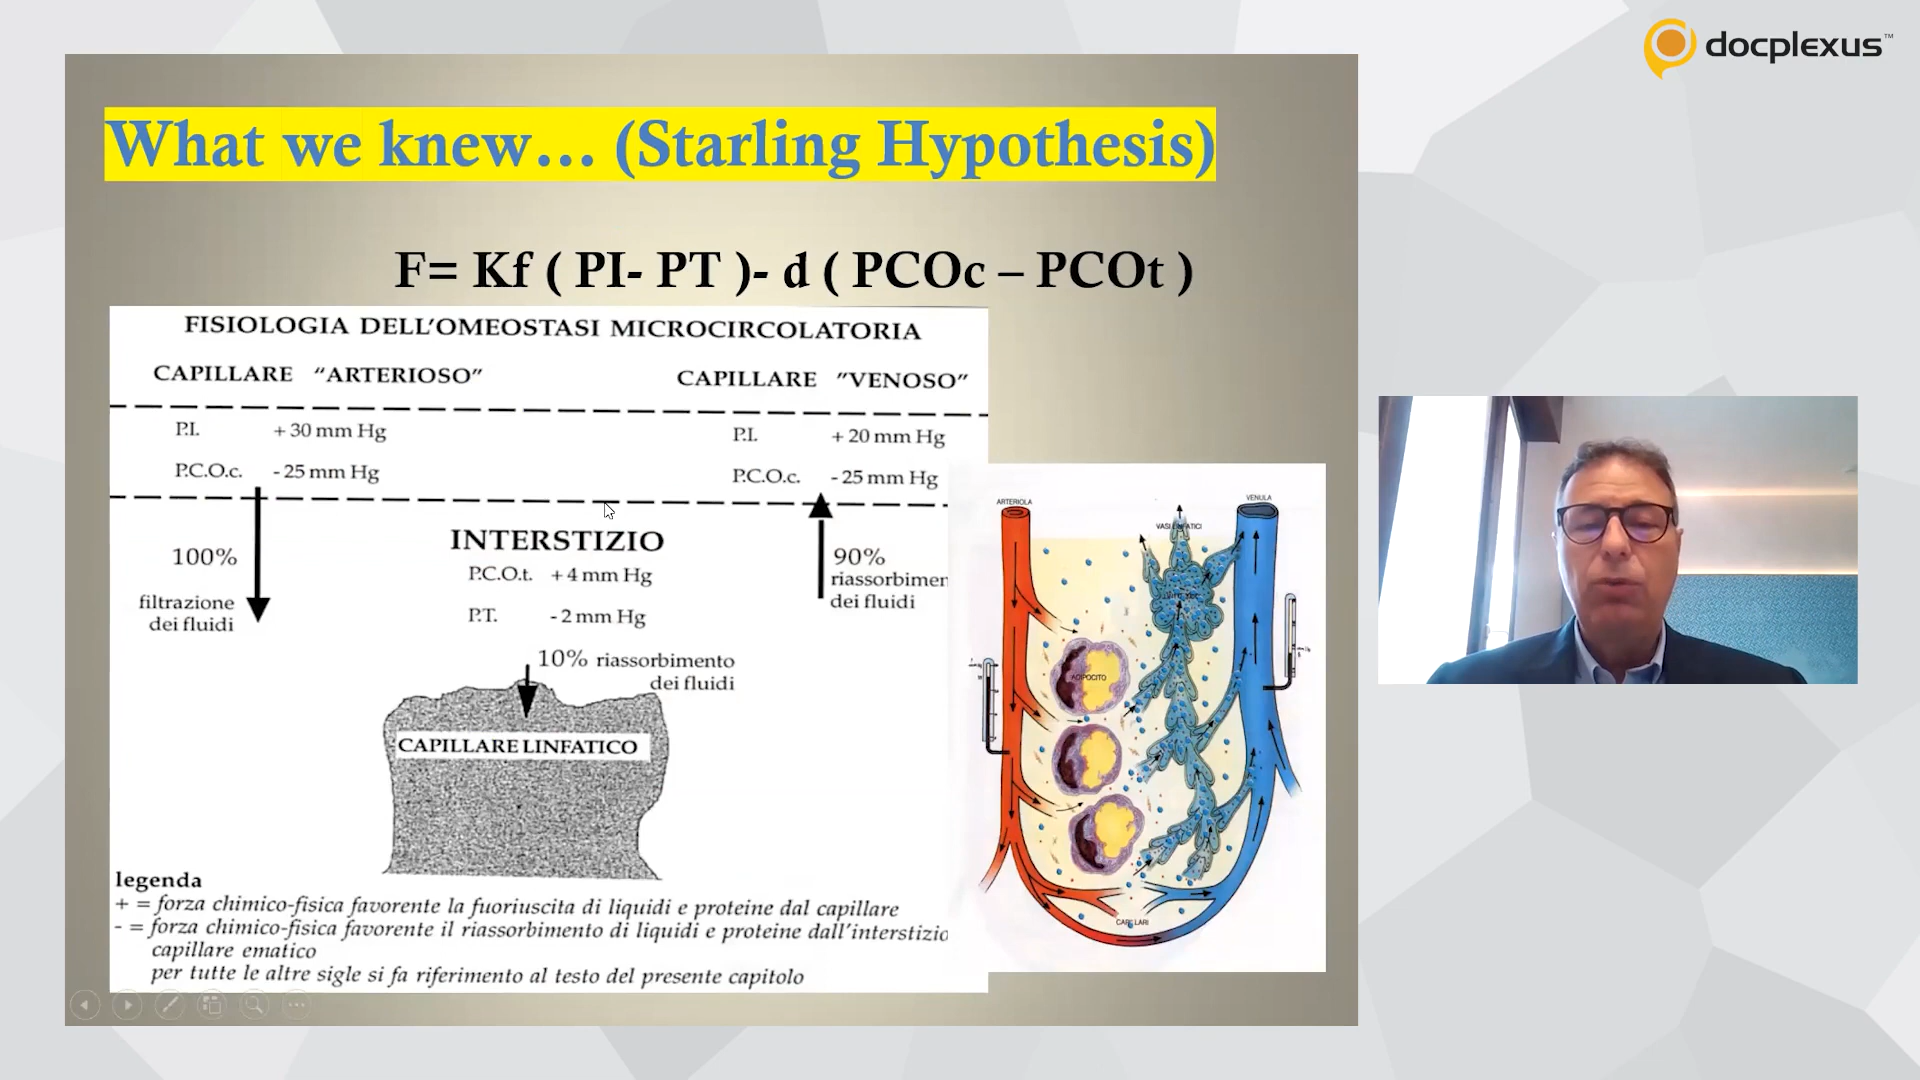 docplexus™
What we knew… (Starling Hypothesis)
F= Kf ( PI- PT )- d ( PCOc – PCOt )
FISIOLOGIA DELL'OMEOSTASI MICROCIRCOLATORIA
CAPILLARE "ARTERIOSO"
CAPILLARE "VENOSO"
P.I. + 30 mm Hg
P.I. + 20 mm Hg
P.C.O.c. - 25 mm Hg
P.C.O.c. - 25 mm Hg
100%
filtrazione
dei fluidi
INTERSTIZIO
P.C.O.t. + 4 mm Hg
P.T. - 2 mm Hg
90%
riassorbimen
dei fluidi
10% riassorbimento
dei fluidi
CAPILLARE LINFATICO
legenda
+ = forza chimico-fisica favorente la fuoriuscita di liquidi e proteine dal capillare
- = forza chimico-fisica favorente il riassorbimento di liquidi e proteine dall'interstizio
capillare ematico
per tutte le altre sigle si fa riferimento al testo del presente capitolo
ARTERIOLA
VENULA
ADIPOCITO
CAPILLARI